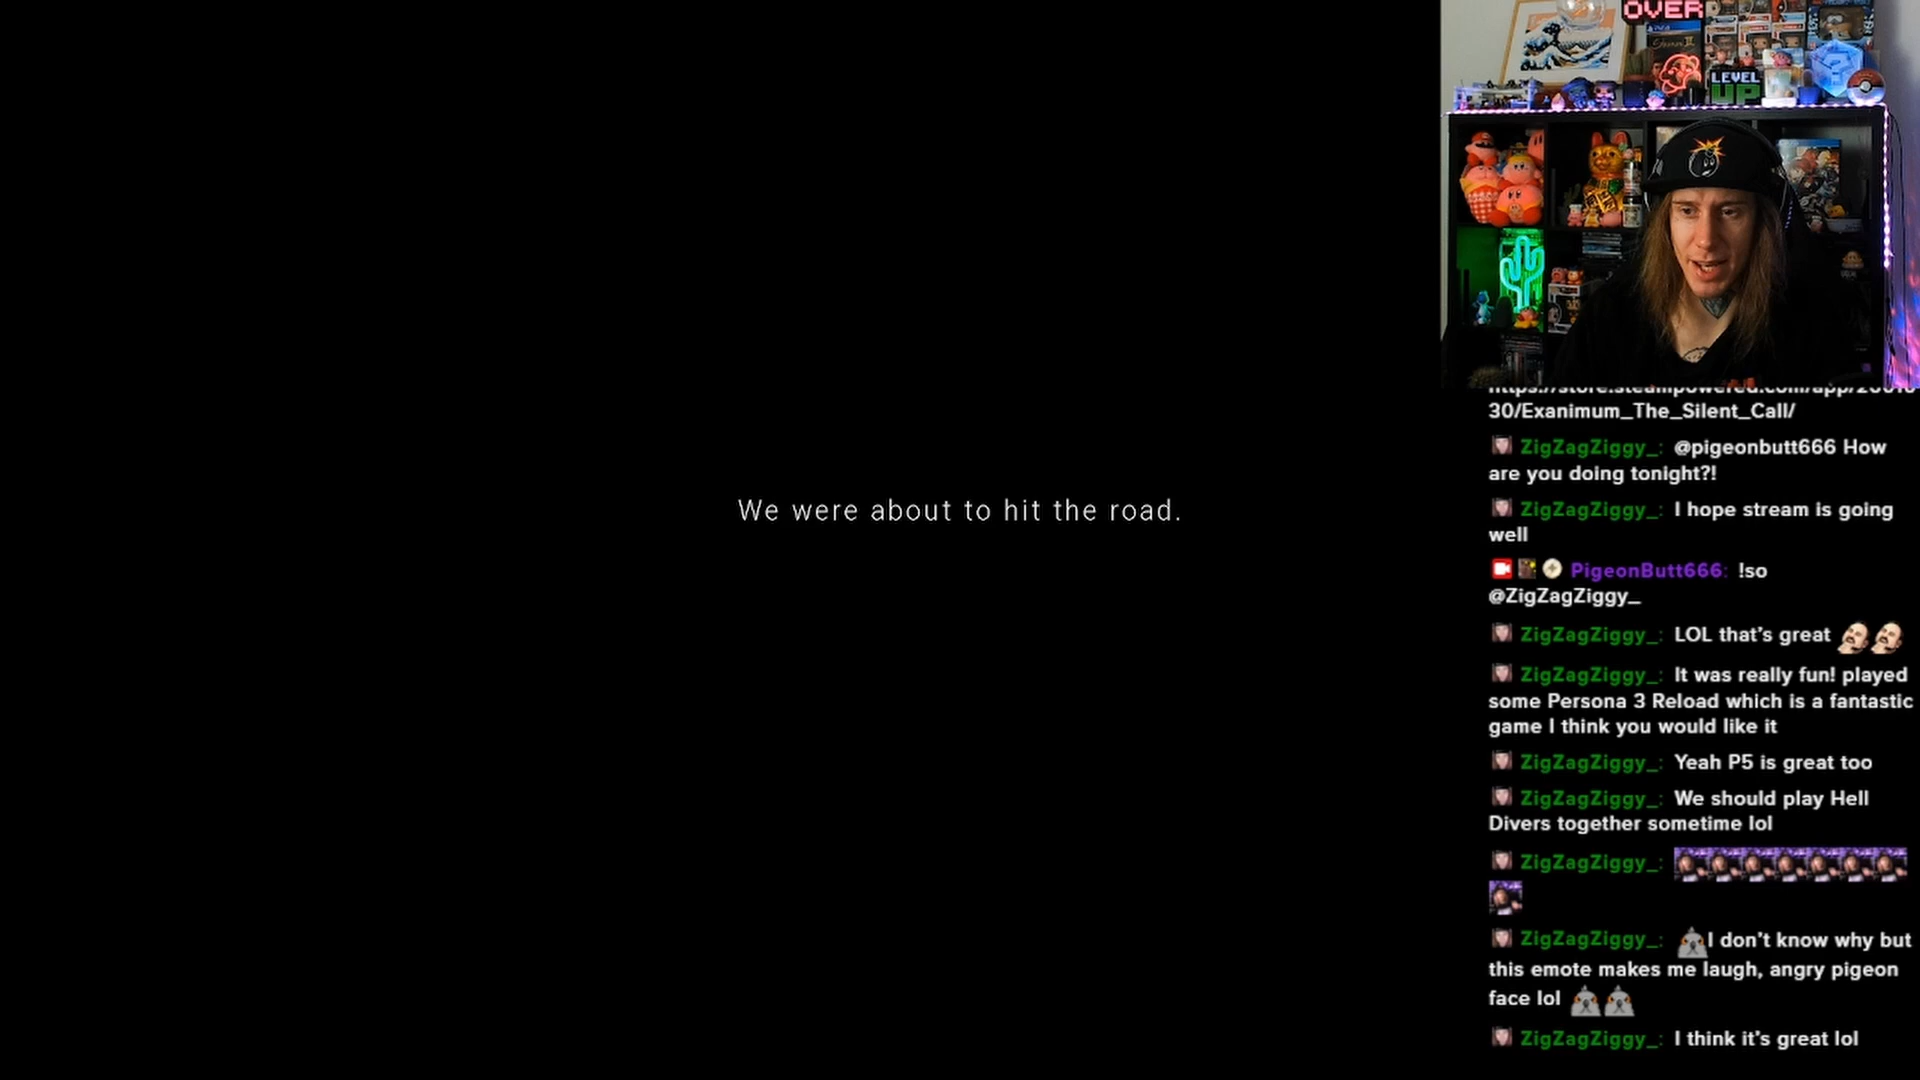 OVER
LEVEL
UP
We were about to hit the road.
30/Exanimum_The_Silent_Call/
ZigZagZiggy_: @pigeonbutt666 How
are you doing tonight?!
ZigZagZiggy_: I hope stream is going
well
PigeonButt666: !so
@ZigZagZiggy_
ZigZagZiggy_: LOL that's great
ZigZagZiggy_: It was really fun! played
some Persona 3 Reload which is a fantastic
game I think you would like it
ZigZagZiggy_: Yeah P5 is great too
ZigZagZiggy_: We should play Hell
Divers together sometime lol
ZigZagZiggy_:
ZigZagZiggy_: I don't know why but
this emote makes me laugh, angry pigeon
face lol
ZigZagZiggy_: I think it's great lol